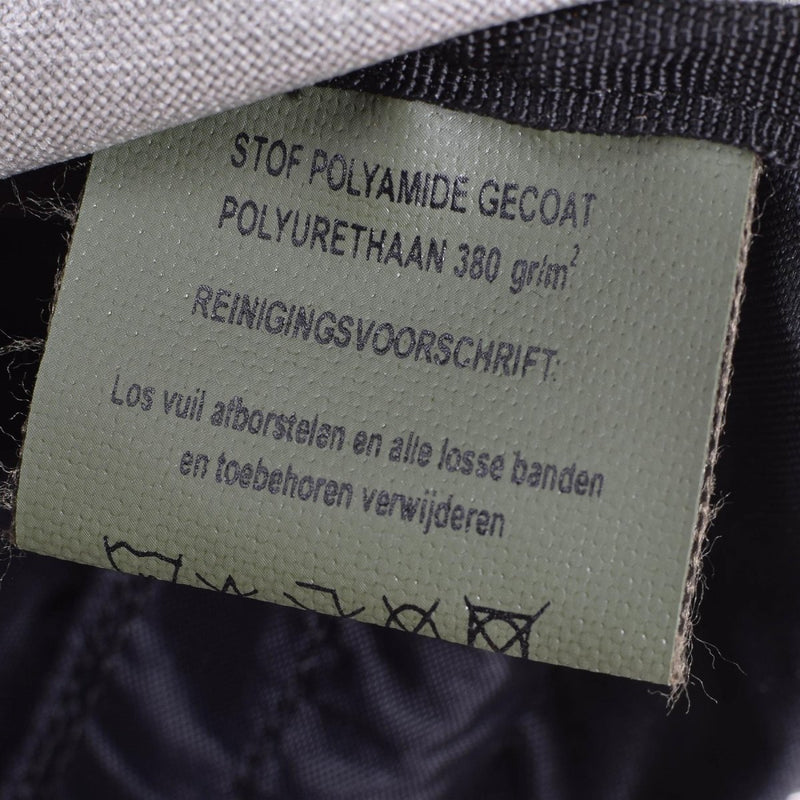 STOF POLYAMIDE GECOAT
POLYURETHAAN 380 gr/m²
REINIGINGSVOORSCHRIFT:
Los vuil afborstelen en alle losse banden
en toebehoren verwijderen